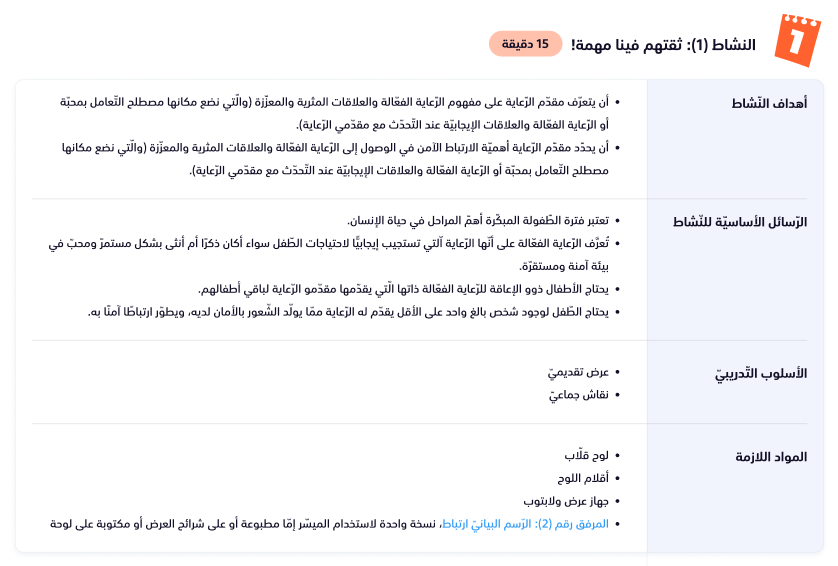 1
النشاط (1): ثقتهم فينا مهمة!
15 دقيقة
أهداف النّشاط
• أن يتعرّف مقدّم الرّعاية على مفهوم الرّعاية الفعّالة والعلاقات المثرية والمعزّزة (والّتي نضع مكانها مصطلح التّعامل بمحبّة
أو الرّعاية الفعّالة والعلاقات الإيجابيّة عند التّحدّث مع مقدّمي الرّعاية).
• أن يحدّد مقدّم الرّعاية أهميّة الارتباط الآمن في الوصول إلى الرّعاية الفعّالة والعلاقات المثرية والمعزّزة (والّتي نضع مكانها
مصطلح التّعامل بمحبّة أو الرّعاية الفعّالة والعلاقات الإيجابيّة عند التّحدّث مع مقدّمي الرّعاية).
الرّسائل الأساسيّة للنّشاط
• تعتبر فترة الطّفولة المبكّرة أهمّ المراحل في حياة الإنسان.
• تُعرَّف الرّعاية الفعّالة على أنّها الرّعاية الّتي تستجيب إيجابيًّا لاحتياجات الطّفل سواء أكان ذكرًا أم أنثى بشكل مستمرّ ومحبّ في
بيئة آمنة ومستقرّة.
• يحتاج الأطفال ذوو الإعاقة للرّعاية الفعّالة ذاتها الّتي يقدّمها مقدّمو الرّعاية لباقي أطفالهم.
• يحتاج الطّفل لوجود شخص بالغ واحد على الأقل يقدّم له الرّعاية ممّا يولّد الشّعور بالأمان لديه، ويطوّر ارتباطًا آمنًا به.
الأسلوب التّدريبيّ
• عرض تقديميّ
• نقاش جماعيّ
المواد اللازمة
• لوح قلّاب
• أقلام اللوح
• جهاز عرض ولابتوب
• المرفق رقم (2): الرّسم البيانيّ ارتباط، نسخة واحدة لاستخدام الميسّر إمّا مطبوعة أو على شرائح العرض أو مكتوبة على لوحة